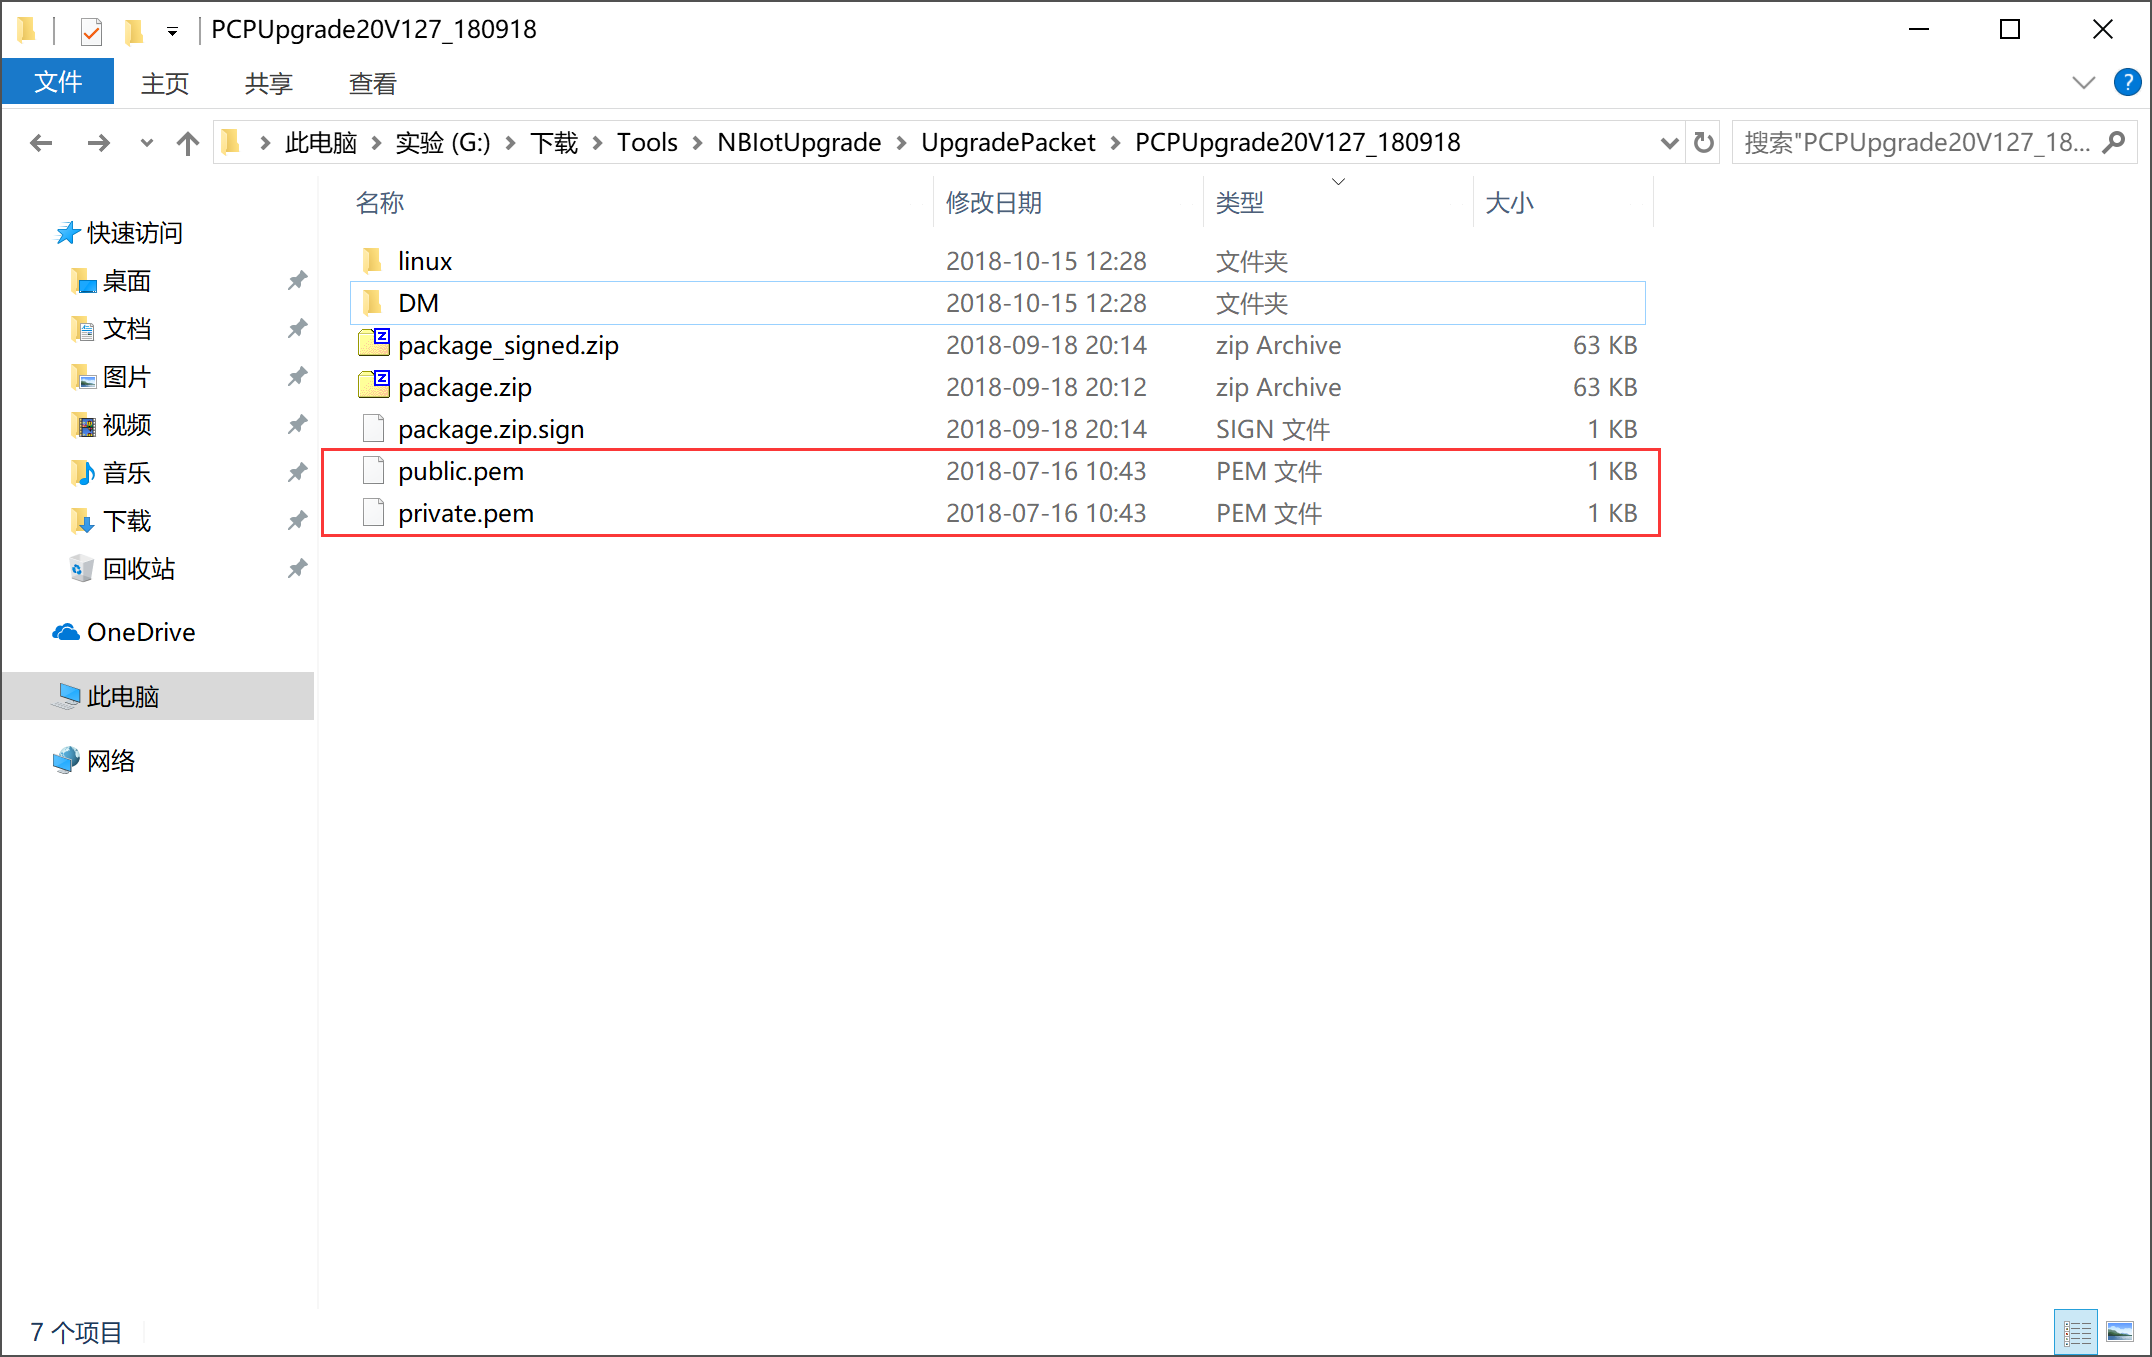 PCPUpgrade20V127_180918
文件 主页 共享 查看
此电脑 实验 (G:) 下载 Tools NBIotUpgrade UpgradePacket PCPUpgrade20V127_180918 搜索"PCPUpgrade20V127_18...
名称 修改日期 类型 大小
快速访问
桌面
文档
图片
视频
音乐
下载
回收站
OneDrive
此电脑
网络
linux 2018-10-15 12:28 文件夹
DM 2018-10-15 12:28 文件夹
package_signed.zip 2018-09-18 20:14 zip Archive 63 KB
package.zip 2018-09-18 20:12 zip Archive 63 KB
package.zip.sign 2018-09-18 20:14 SIGN 文件 1 KB
public.pem 2018-07-16 10:43 PEM 文件 1 KB
private.pem 2018-07-16 10:43 PEM 文件 1 KB
7 个项目